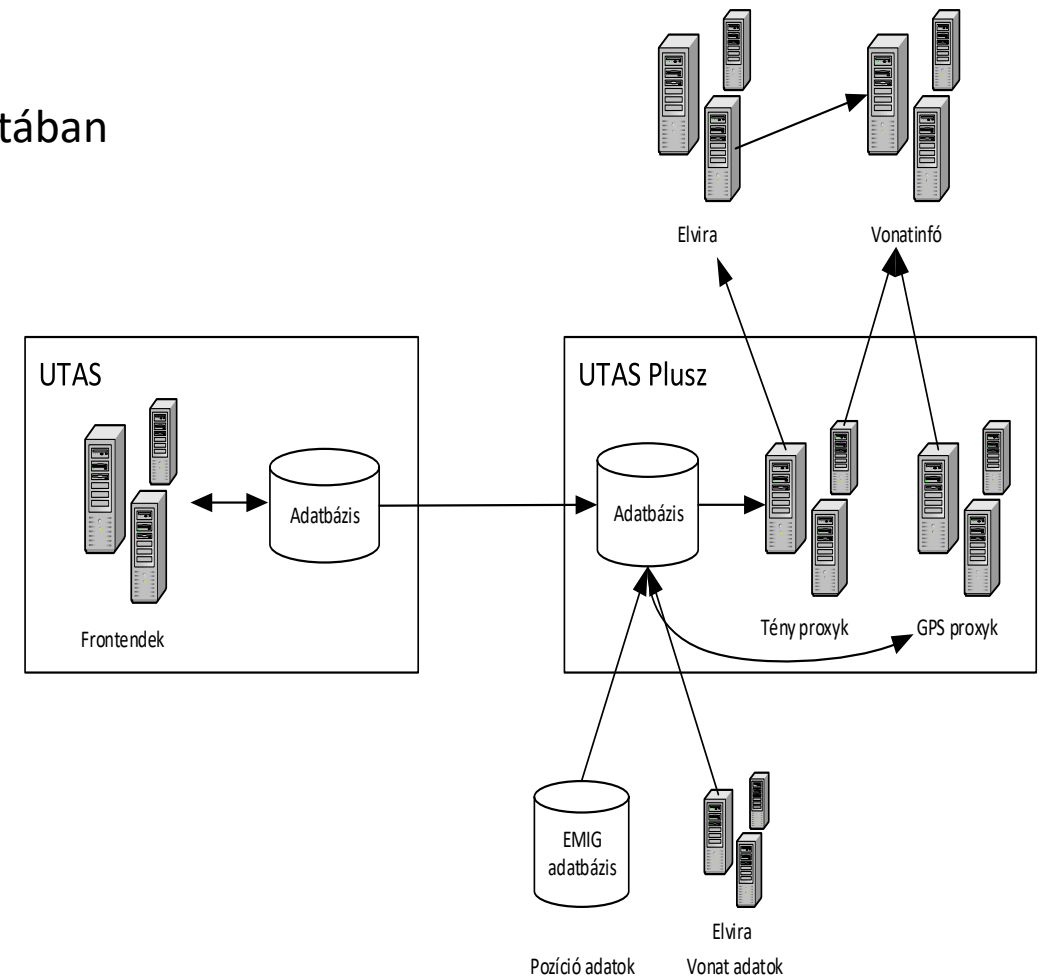 tában
Elvira
Vonatinfó
UTAS
UTAS Plusz
Adatbázis
Adatbázis
Frontendek
Tény proxyk
GPS proxyk
EMIG
adatbázis
Elvira
Pozíció adatok
Vonat adatok